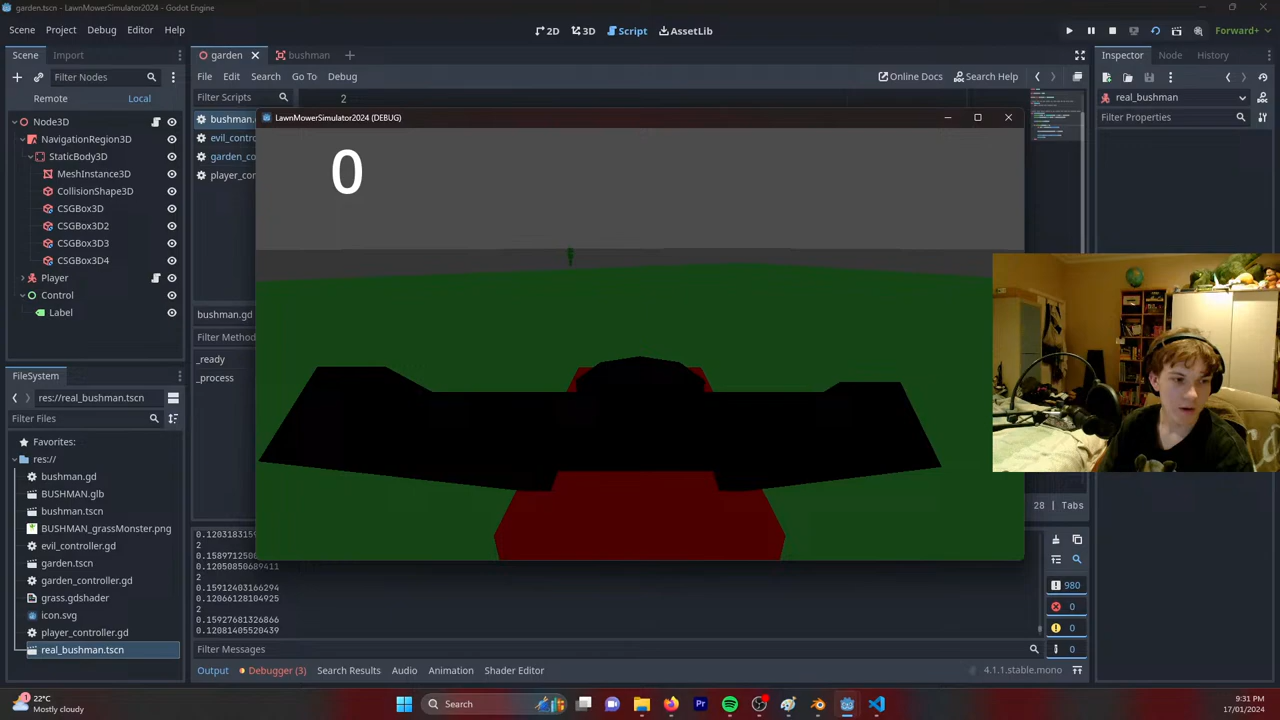 garden.tscn - LawnMowerSimulator2024 - Godot Engine
Scene Project Debug Editor Help
2D 3D Script AssetLib
Forward+
Scene Import
garden bushman
Inspector Node History
Filter Nodes
File Edit Search Go To Debug
Online Docs Search Help
Remote Local
Filter Scripts
2
real_bushman
Filter Properties
Node3D
NavigationRegion3D
StaticBody3D
MeshInstance3D
CollisionShape3D
CSGBox3D
CSGBox3D2
CSGBox3D3
CSGBox3D4
Player
Control
Label
bushman.
evil_contro
garden_co
player_con
LawnMowerSimulator2024 (DEBUG)
0
bushman.gd
Filter Method
_ready
_process
28 | Tabs
FileSystem
res://real_bushman.tscn
Filter Files
Favorites:
res://
bushman.gd
BUSHMAN.glb
bushman.tscn
BUSHMAN_grassMonster.png
evil_controller.gd
garden.tscn
garden_controller.gd
grass.gdshader
icon.svg
player_controller.gd
real_bushman.tscn
2
0.12050850689411
2
0.15912403166294
0.12066128104925
2
0.15927681326866
0.12081405520439
980
0
0
0
Filter Messages
Output Debugger (3) Search Results Audio Animation Shader Editor
4.1.1.stable.mono
22°C
Mostly cloudy
Search
9:31 PM
17/01/2024